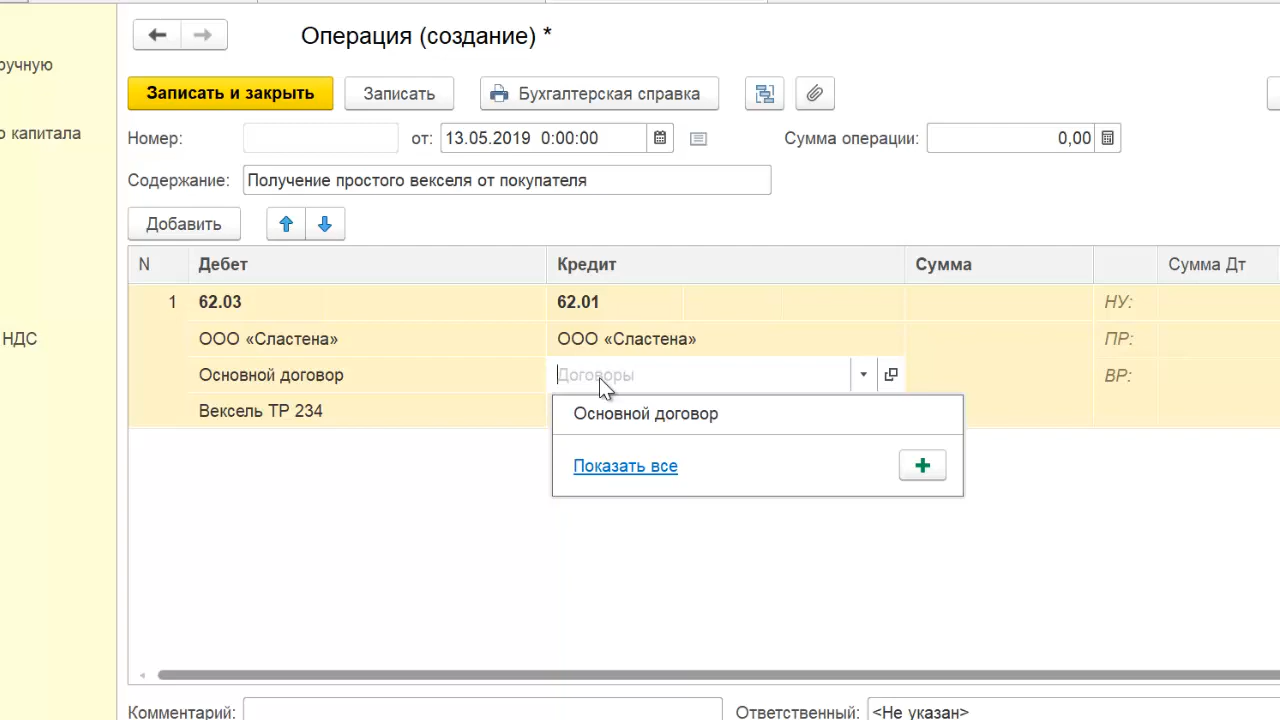 Операция (создание) *
ручную
Записать и закрыть Записать Бухгалтерская справка
о капитала
Номер: от: 13.05.2019 0:00:00 Сумма операции: 0,00
Содержание: Получение простого векселя от покупателя
Добавить
N Дебет Кредит Сумма Сумма Дт
1 62.03 62.01 НУ:
НДС
ООО «Сластена» ООО «Сластена» ПР:
Основной договор Договоры ВР:
Вексель ТР 234
Основной договор
Показать все
Комментарий: Ответственный: <Не указан>